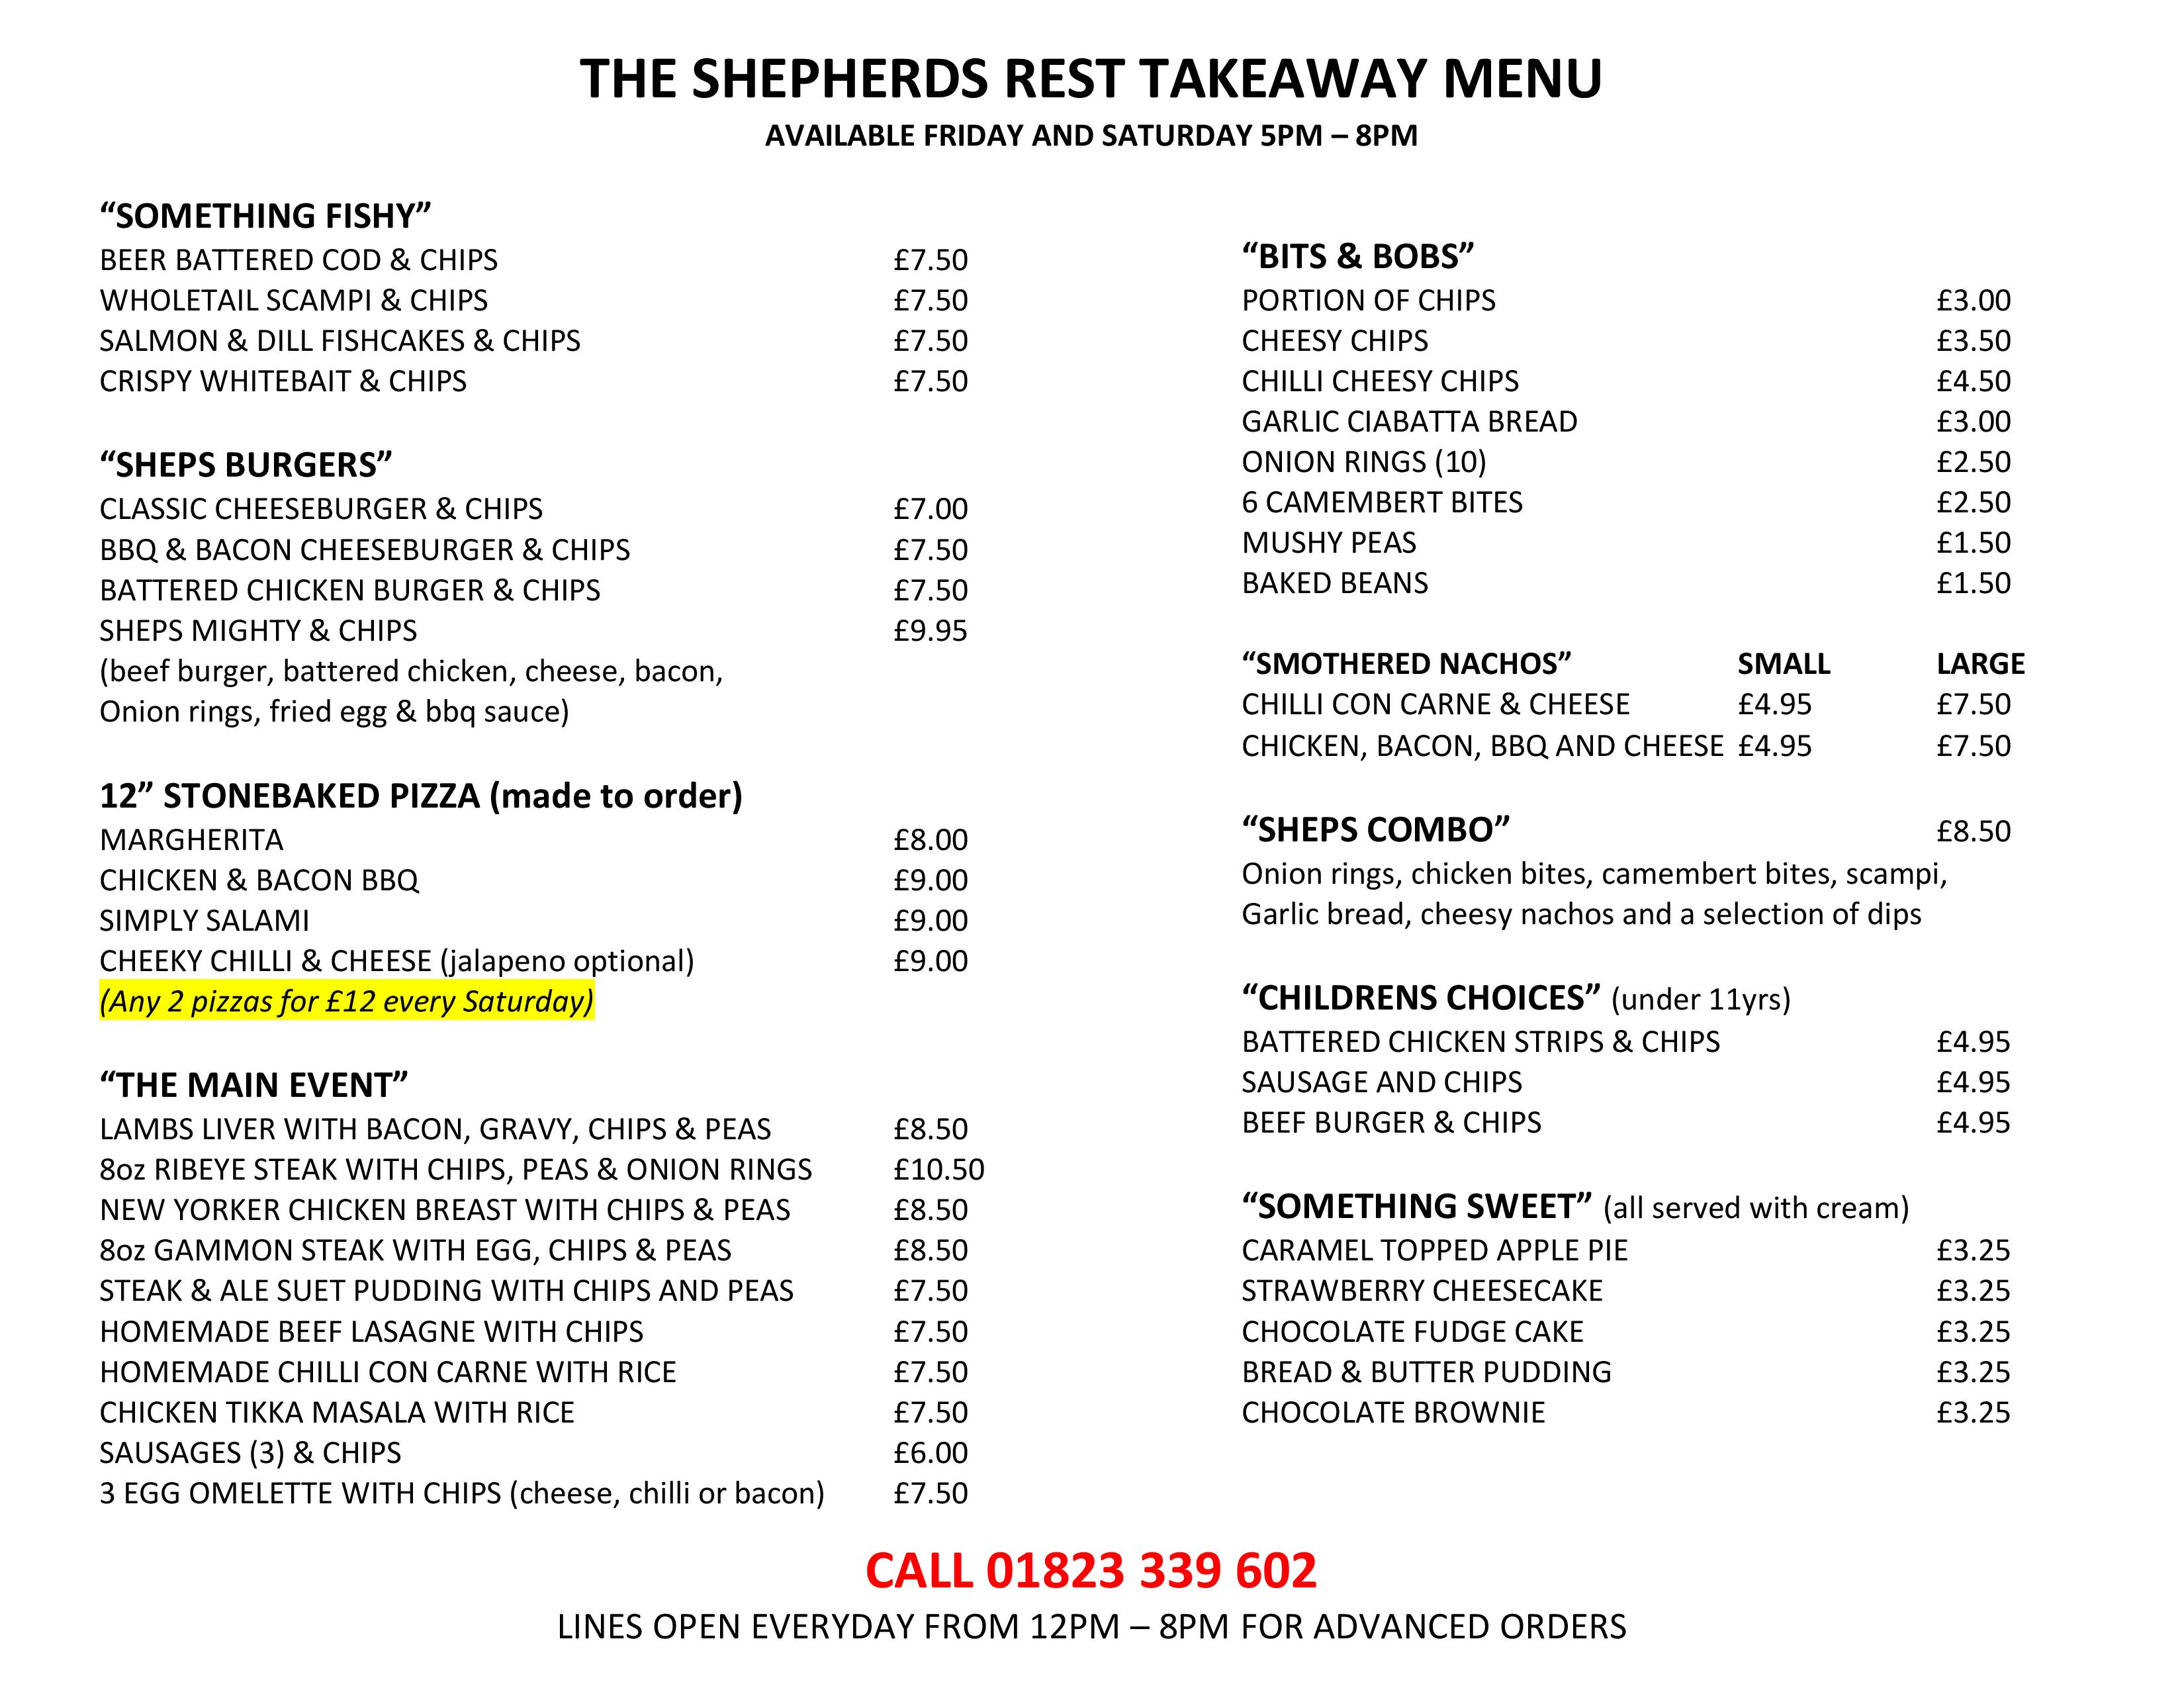 THE SHEPHERDS REST TAKEAWAY MENU
AVAILABLE FRIDAY AND SATURDAY 5PM – 8PM
“SOMETHING FISHY”
BEER BATTERED COD & CHIPS £7.50
WHOLETAIL SCAMPI & CHIPS £7.50
SALMON & DILL FISHCAKES & CHIPS £7.50
CRISPY WHITEBAIT & CHIPS £7.50
“SHEPS BURGERS”
CLASSIC CHEESEBURGER & CHIPS £7.00
BBQ & BACON CHEESEBURGER & CHIPS £7.50
BATTERED CHICKEN BURGER & CHIPS £7.50
SHEPS MIGHTY & CHIPS £9.95
(beef burger, battered chicken, cheese, bacon,
Onion rings, fried egg & bbq sauce)
12” STONEBAKED PIZZA (made to order)
MARGHERITA £8.00
CHICKEN & BACON BBQ £9.00
SIMPLY SALAMI £9.00
CHEEKY CHILLI & CHEESE (jalapeno optional) £9.00
(Any 2 pizzas for £12 every Saturday)
“THE MAIN EVENT”
LAMBS LIVER WITH BACON, GRAVY, CHIPS & PEAS £8.50
8oz RIBEYE STEAK WITH CHIPS, PEAS & ONION RINGS £10.50
NEW YORKER CHICKEN BREAST WITH CHIPS & PEAS £8.50
8oz GAMMON STEAK WITH EGG, CHIPS & PEAS £8.50
STEAK & ALE SUET PUDDING WITH CHIPS AND PEAS £7.50
HOMEMADE BEEF LASAGNE WITH CHIPS £7.50
HOMEMADE CHILLI CON CARNE WITH RICE £7.50
CHICKEN TIKKA MASALA WITH RICE £7.50
SAUSAGES (3) & CHIPS £6.00
3 EGG OMELETTE WITH CHIPS (cheese, chilli or bacon) £7.50
“BITS & BOBS”
PORTION OF CHIPS £3.00
CHEESY CHIPS £3.50
CHILLI CHEESY CHIPS £4.50
GARLIC CIABATTA BREAD £3.00
ONION RINGS (10) £2.50
6 CAMEMBERT BITES £2.50
MUSHY PEAS £1.50
BAKED BEANS £1.50
“SMOTHERED NACHOS” SMALL LARGE
CHILLI CON CARNE & CHEESE £4.95 £7.50
CHICKEN, BACON, BBQ AND CHEESE £4.95 £7.50
“SHEPS COMBO” £8.50
Onion rings, chicken bites, camembert bites, scampi,
Garlic bread, cheesy nachos and a selection of dips
“CHILDRENS CHOICES” (under 11yrs)
BATTERED CHICKEN STRIPS & CHIPS £4.95
SAUSAGE AND CHIPS £4.95
BEEF BURGER & CHIPS £4.95
“SOMETHING SWEET” (all served with cream)
CARAMEL TOPPED APPLE PIE £3.25
STRAWBERRY CHEESECAKE £3.25
CHOCOLATE FUDGE CAKE £3.25
BREAD & BUTTER PUDDING £3.25
CHOCOLATE BROWNIE £3.25
CALL 01823 339 602
LINES OPEN EVERYDAY FROM 12PM – 8PM FOR ADVANCED ORDERS